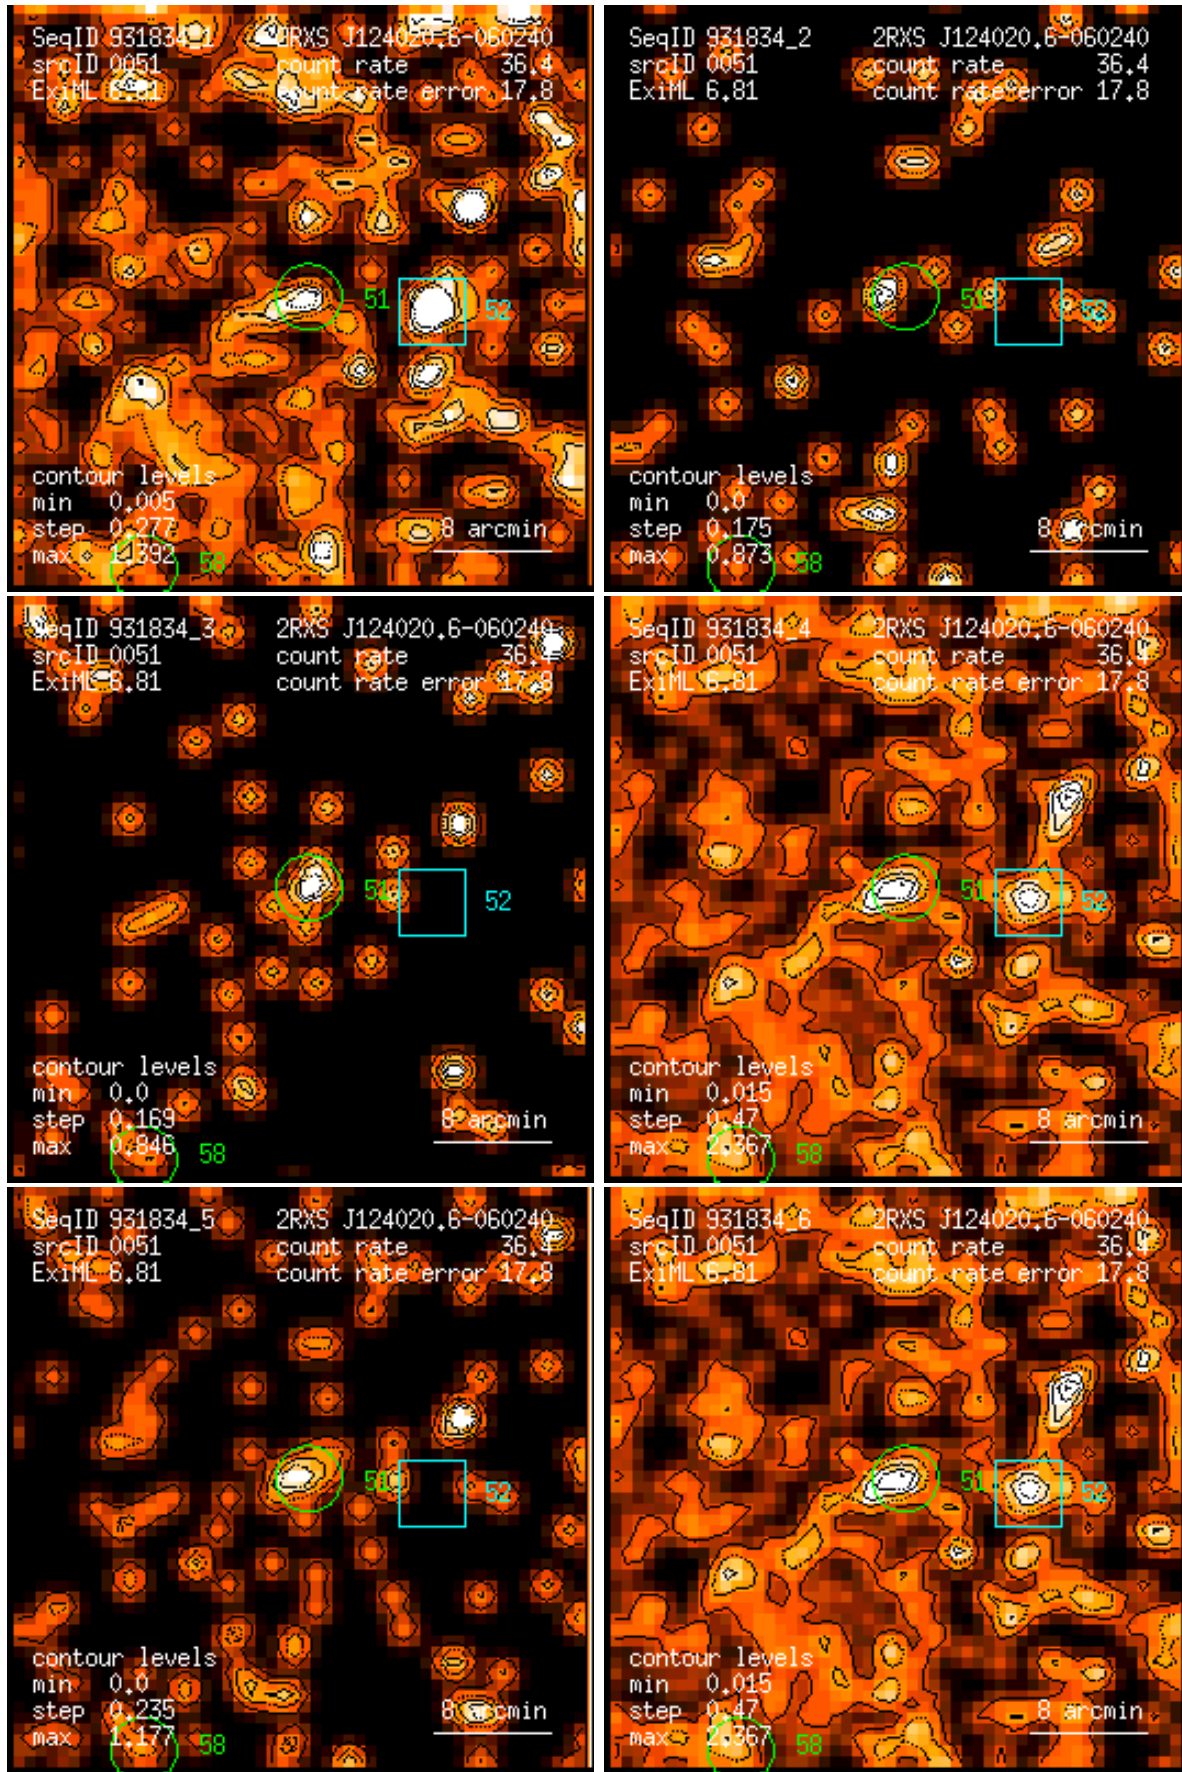 SeqID 931834_1 2RXS J124020.6-060240
srcID 0051 count rate 36.4
ExiML 6.81 count rate error 17.8
51
52
contour levels
min 0.005
step 0.277
max 1.392
8 arcmin
58
SeqID 931834_2 2RXS J124020.6-060240
srcID 0051 count rate 36.4
ExiML 6.81 count rate error 17.8
51
52
contour levels
min 0.0
step 0.175
max 0.873
8 arcmin
58
SeqID 931834_3 2RXS J124020.6-060240
srcID 0051 count rate 36.4
ExiML 6.81 count rate error 17.8
51
52
contour levels
min 0.0
step 0.169
max 0.846
8 arcmin
58
SeqID 931834_4 2RXS J124020.6-060240
srcID 0051 count rate 36.4
ExiML 6.81 count rate error 17.8
51
52
contour levels
min 0.015
step 0.47
max 2.367
8 arcmin
58
SeqID 931834_5 2RXS J124020.6-060240
srcID 0051 count rate 36.4
ExiML 6.81 count rate error 17.8
51
52
contour levels
min 0.0
step 0.235
max 1.177
8 arcmin
58
SeqID 931834_6 2RXS J124020.6-060240
srcID 0051 count rate 36.4
ExiML 6.81 count rate error 17.8
51
52
contour levels
min 0.015
step 0.47
max 2.367
8 arcmin
58